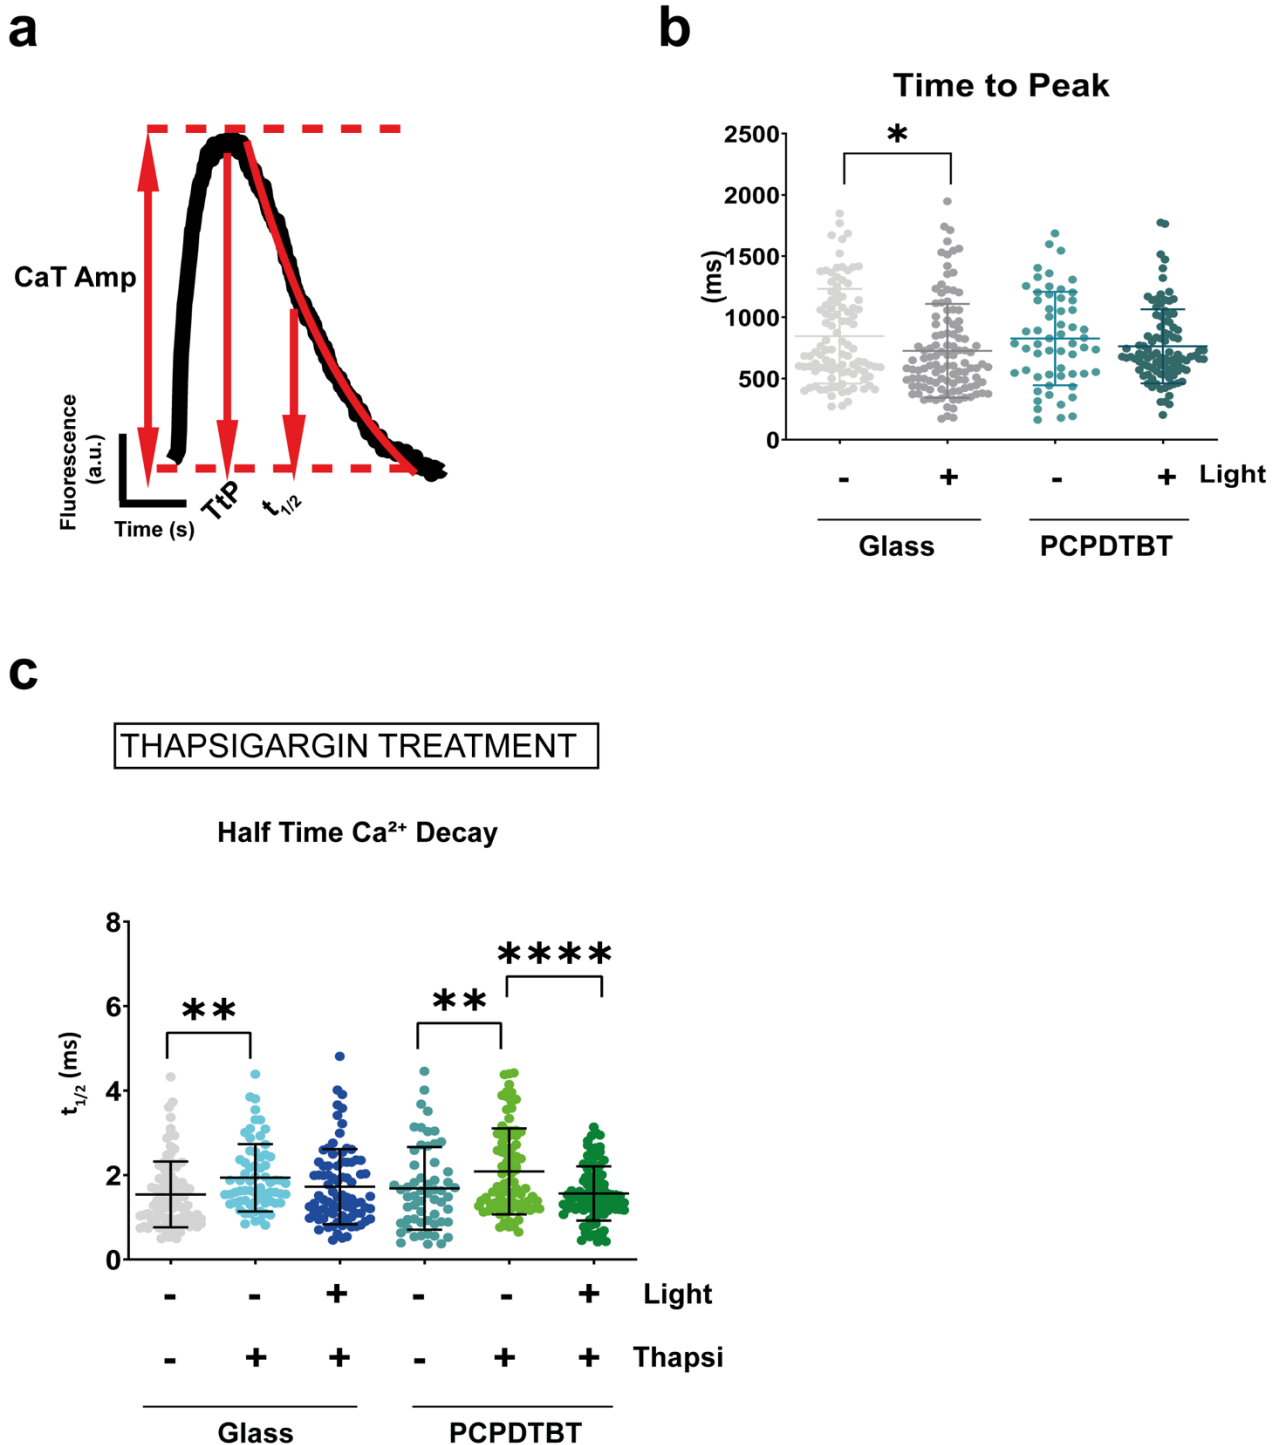 a
CaT Amp
Fluorescence
(a.u.)
Time (s)
TtP
t1/2
b
Time to Peak
*
(ms)
2500
2000
1500
1000
500
0
- + - + Light
Glass PCPDTBT
c
THAPSIGARGIN TREATMENT
Half Time Ca²⁺ Decay
t1/2 (ms)
8
6
4
2
0
** ** ****
- - + - - + Light
- + + - + + Thapsi
Glass PCPDTBT